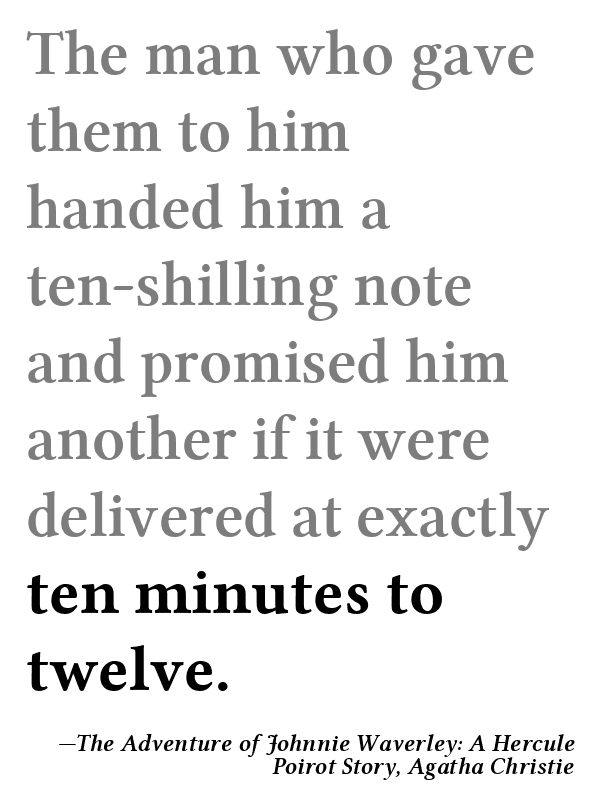 The man who gave
them to him
handed him a
ten-shilling note
and promised him
another if it were
delivered at exactly
ten minutes to
twelve.
—The Adventure of Johnnie Waverley: A Hercule
Poirot Story, Agatha Christie